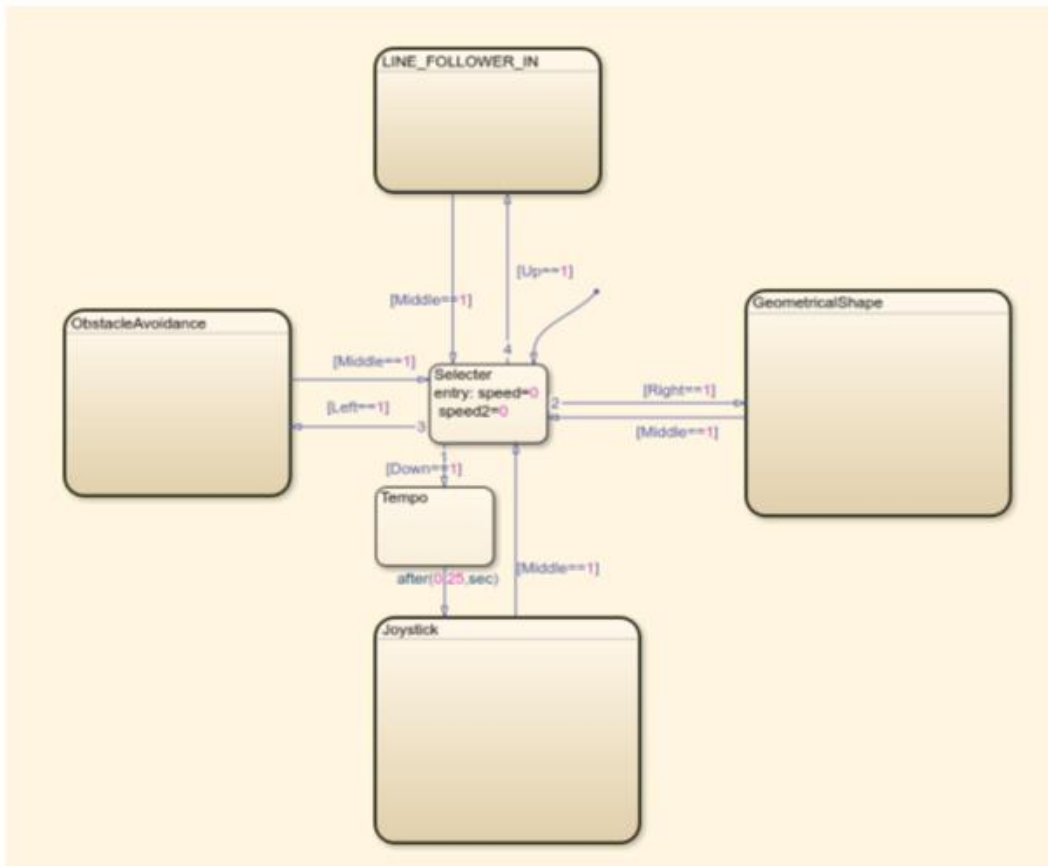 LINE_FOLLOWER_IN
[Up==1]
[Middle==1]
GeometricalShape
ObstacleAvoidance
4
[Middle==1]
Selecter
entry: speed=0
speed2=0
[Right==1]
2
[Left==1]
3
[Middle==1]
1
[Down==1]
Tempo
after(0.25,sec)
[Middle==1]
Joystick